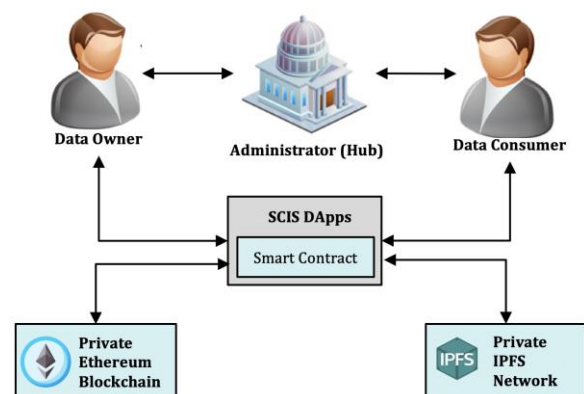 Data Owner
Administrator (Hub)
Data Consumer
SCIS DApps
Smart Contract
Private
Ethereum
Blockchain
IPFS
Private
IPFS
Network